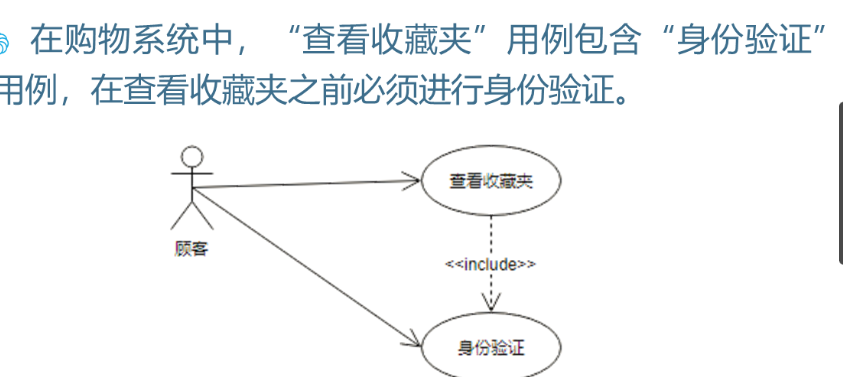 在购物系统中，“查看收藏夹”用例包含“身份验证”
用例，在查看收藏夹之前必须进行身份验证。
查看收藏夹
顾客
<<include>>
身份验证